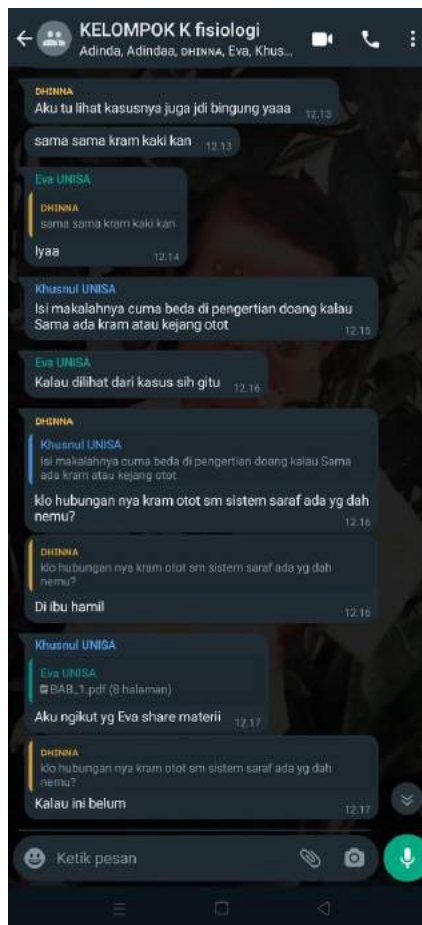 KELOMPOK K fisiologi
Adinda, Adindaa, DHINNA, Eva, Khus...
DHINNA
Aku tu lihat kasusnya juga jdi bingung yaaa 12.13
sama sama kram kaki kan 12.13
Eva UNISA
DHINNA
sama sama kram kaki kan
Iyaa 12.14
Khusnul UNISA
Isi makalahnya cuma beda di pengertian doang kalau
Sama ada kram atau kejang otot 12.15
Eva UNISA
Kalau dilihat dari kasus sih gitu 12.16
DHINNA
Khusnul UNISA
Isi makalahnya cuma beda di pengertian doang kalau Sama
ada kram atau kejang otot
klo hubungan nya kram otot sm sistem saraf ada yg dah
nemu? 12.16
DHINNA
klo hubungan nya kram otot sm sistem saraf ada yg dah
nemu?
Di ibu hamil 12.16
Khusnul UNISA
Eva UNISA
BAB_1.pdf (8 halaman)
Aku ngikut yg Eva share materii 12.17
DHINNA
klo hubungan nya kram otot sm sistem saraf ada yg dah
nemu?
Kalau ini belum 12.17
Ketik pesan